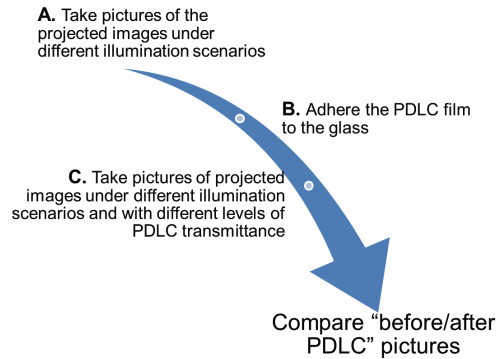 A. Take pictures of the
projected images under
different illumination scenarios
B. Adhere the PDLC film
to the glass
C. Take pictures of projected
images under different illumination
scenarios and with different levels of
PDLC transmittance
Compare “before/after
PDLC” pictures